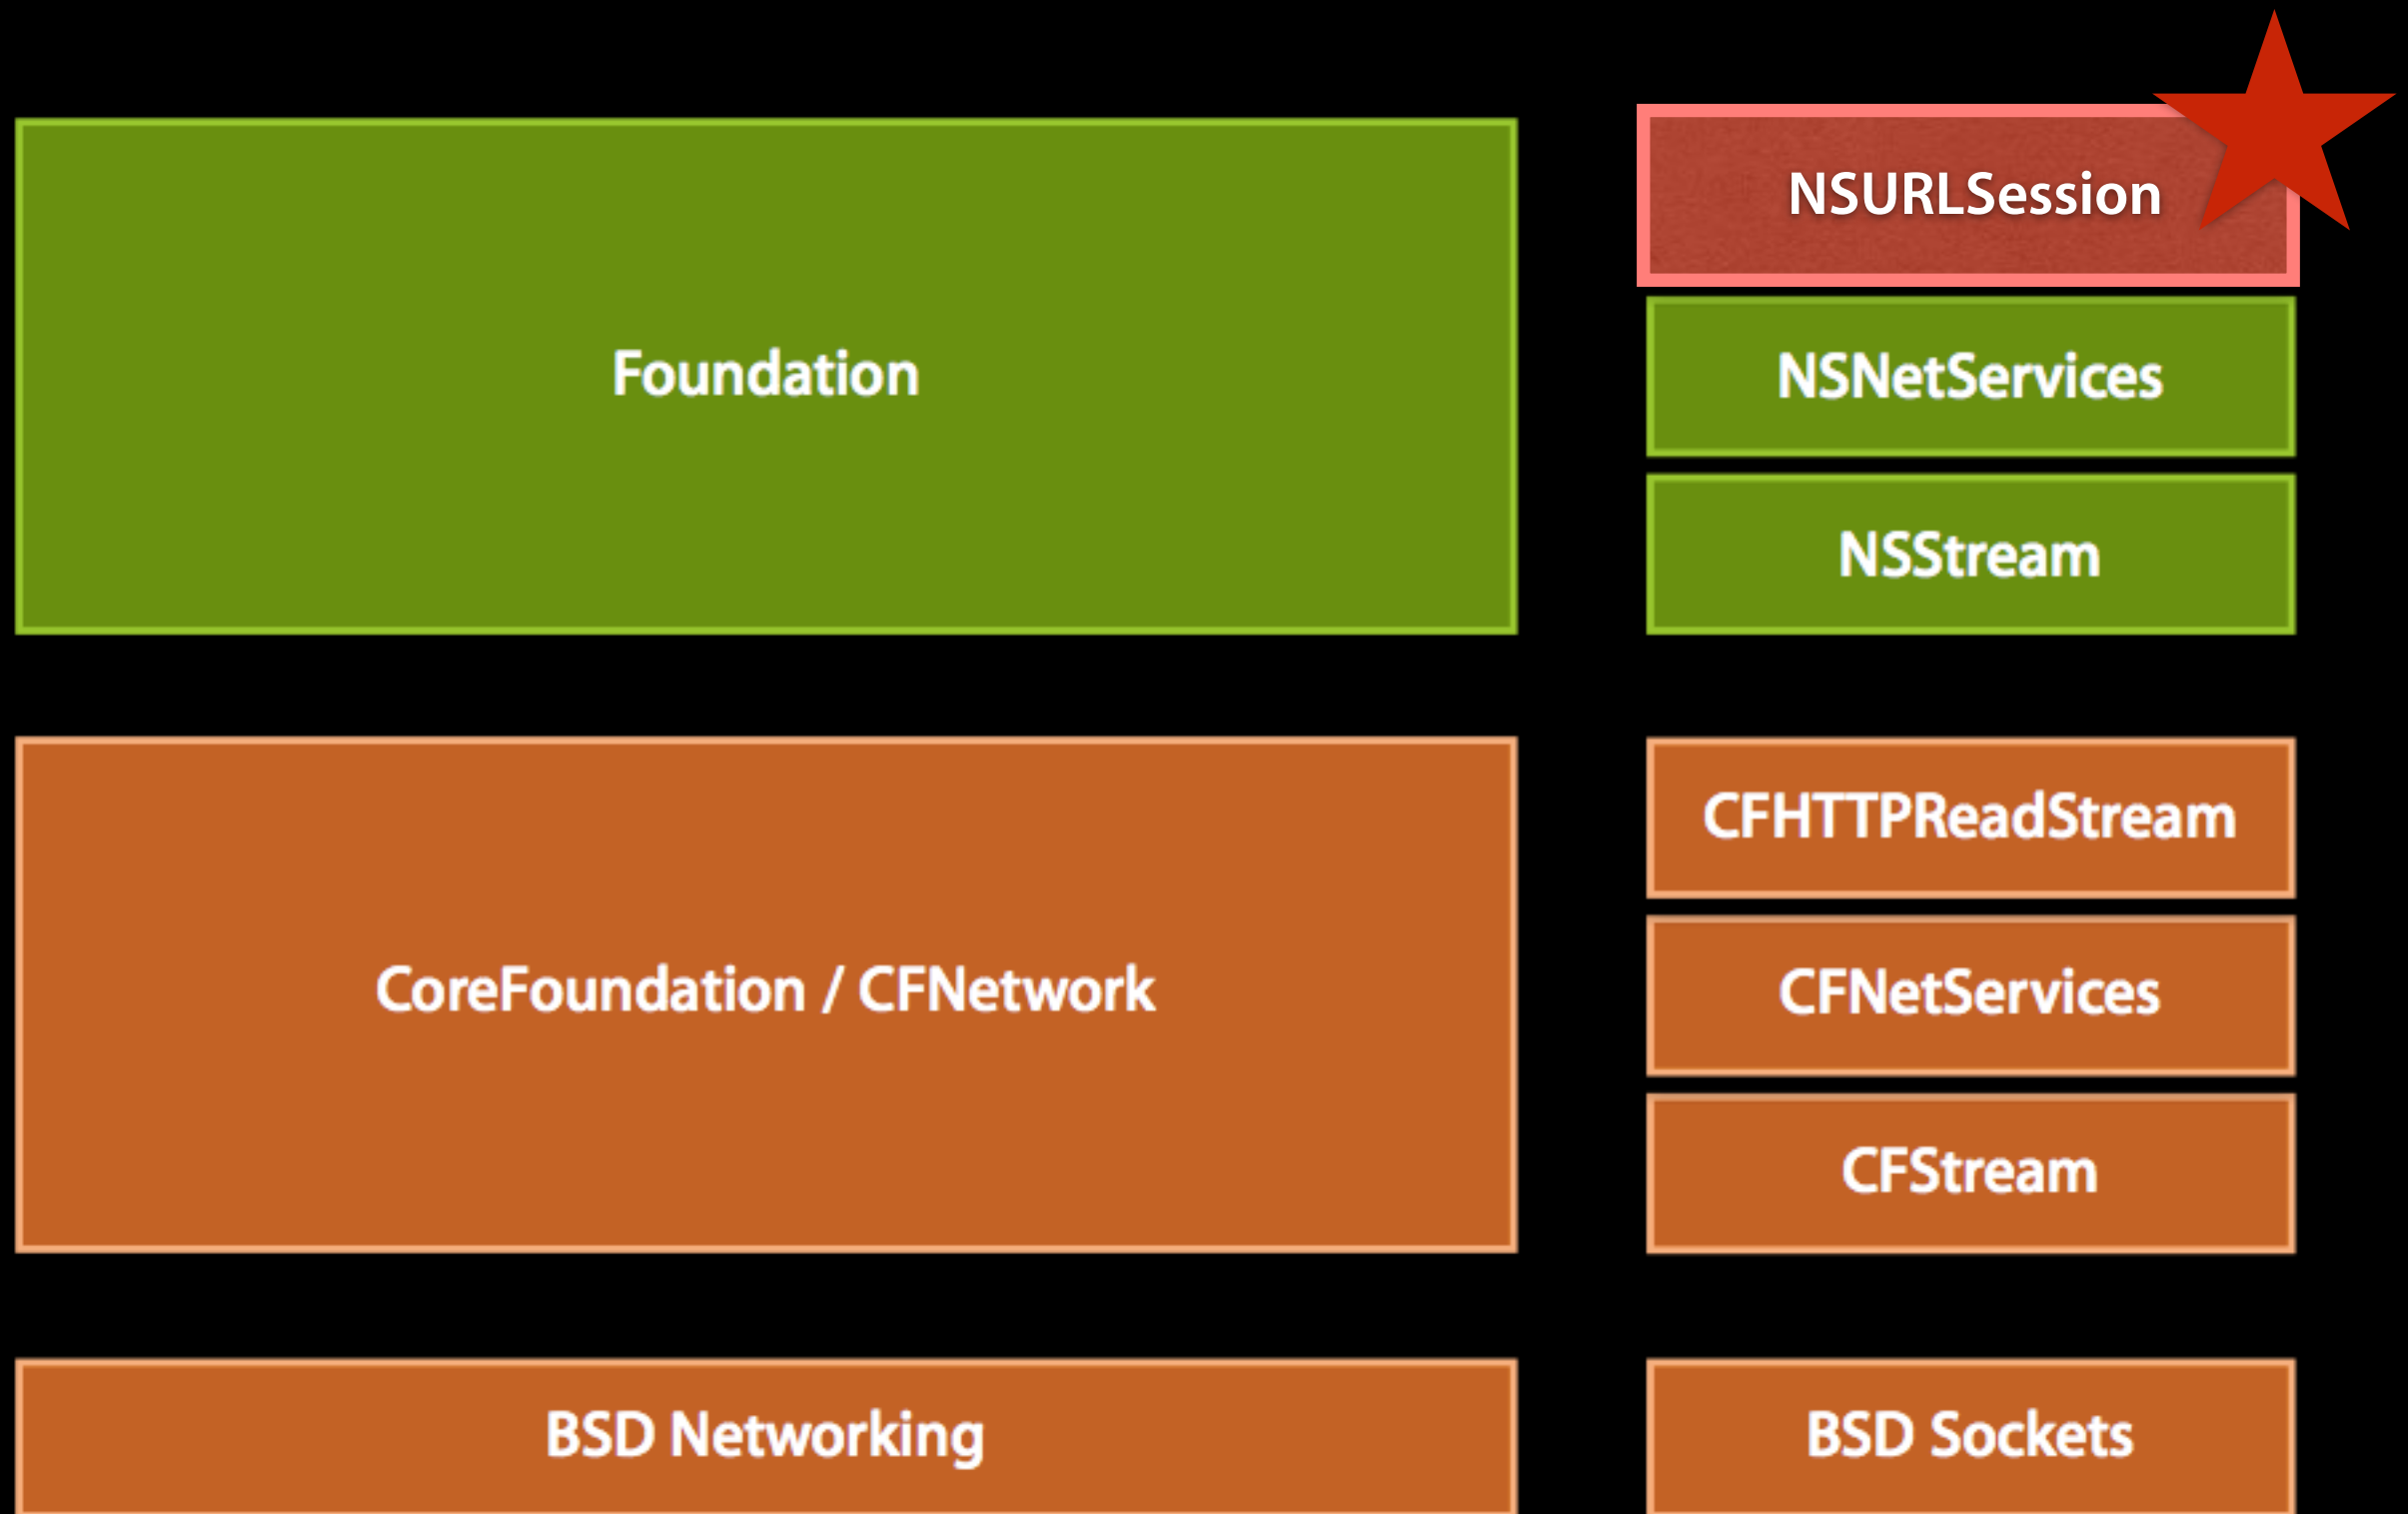 Foundation
NSURLSession
NSNetServices
NSStream
CoreFoundation / CFNetwork
CFHTTPReadStream
CFNetServices
CFStream
BSD Networking
BSD Sockets